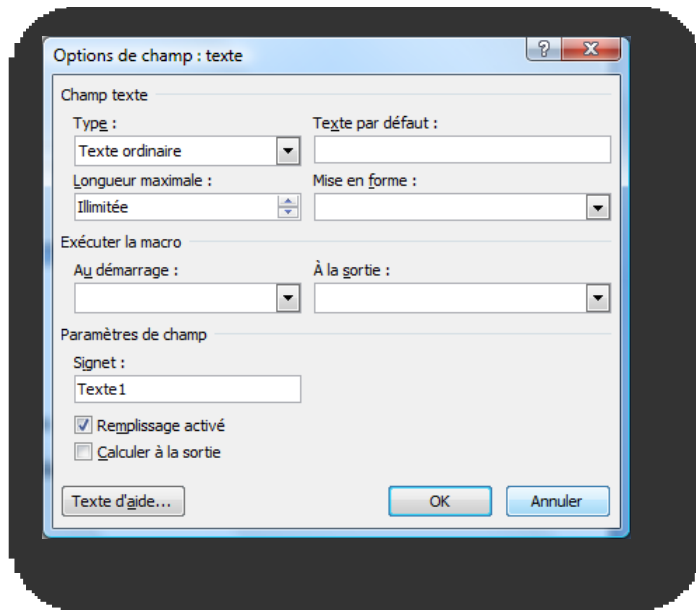 Options de champ : texte
Champ texte
Type :
Texte par défaut :
Texte ordinaire
Longueur maximale :
Mise en forme :
Illimitée
Exécuter la macro
Au démarrage :
À la sortie :
Paramètres de champ
Signet :
Texte1
Remplissage activé
Calculer à la sortie
Texte d'aide...
OK
Annuler